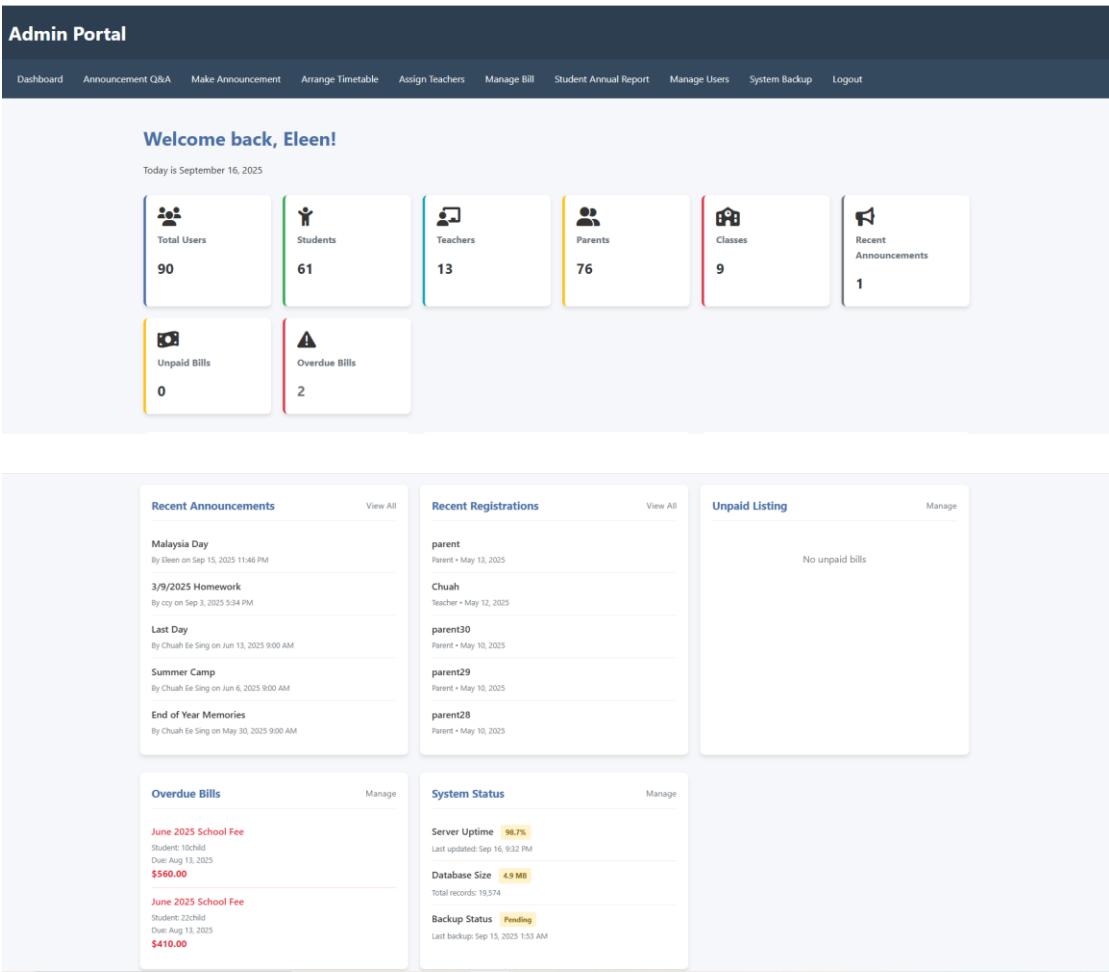 Admin Portal
Dashboard Announcement Q&A Make Announcement Arrange Timetable Assign Teachers Manage Bill Student Annual Report Manage Users System Backup Logout
Welcome back, Eleen!
Today is September 16, 2025
Total Users
90
Students
61
Teachers
13
Parents
76
Classes
9
Recent
Announcements
1
Unpaid Bills
0
Overdue Bills
2
Recent Announcements View All
Malaysia Day
By Eleen on Sep 15, 2025 11:46 PM
3/9/2025 Homework
By ccy on Sep 3, 2025 5:34 PM
Last Day
By Chuah Ee Sing on Jun 13, 2025 9:00 AM
Summer Camp
By Chuah Ee Sing on Jun 6, 2025 9:00 AM
End of Year Memories
By Chuah Ee Sing on May 30, 2025 9:00 AM
Recent Registrations View All
parent
Parent • May 13, 2025
Chuah
Teacher • May 12, 2025
parent30
Parent • May 10, 2025
parent29
Parent • May 10, 2025
parent28
Parent • May 10, 2025
Unpaid Listing Manage
No unpaid bills
Overdue Bills Manage
June 2025 School Fee
Student: 10child
Due: Aug 13, 2025
$560.00
June 2025 School Fee
Student: 22child
Due: Aug 13, 2025
$410.00
System Status Manage
Server Uptime 98.7%
Last updated: Sep 16, 9:32 PM
Database Size 4.9 MB
Total records: 19,574
Backup Status Pending
Last backup: Sep 15, 2025 1:53 AM